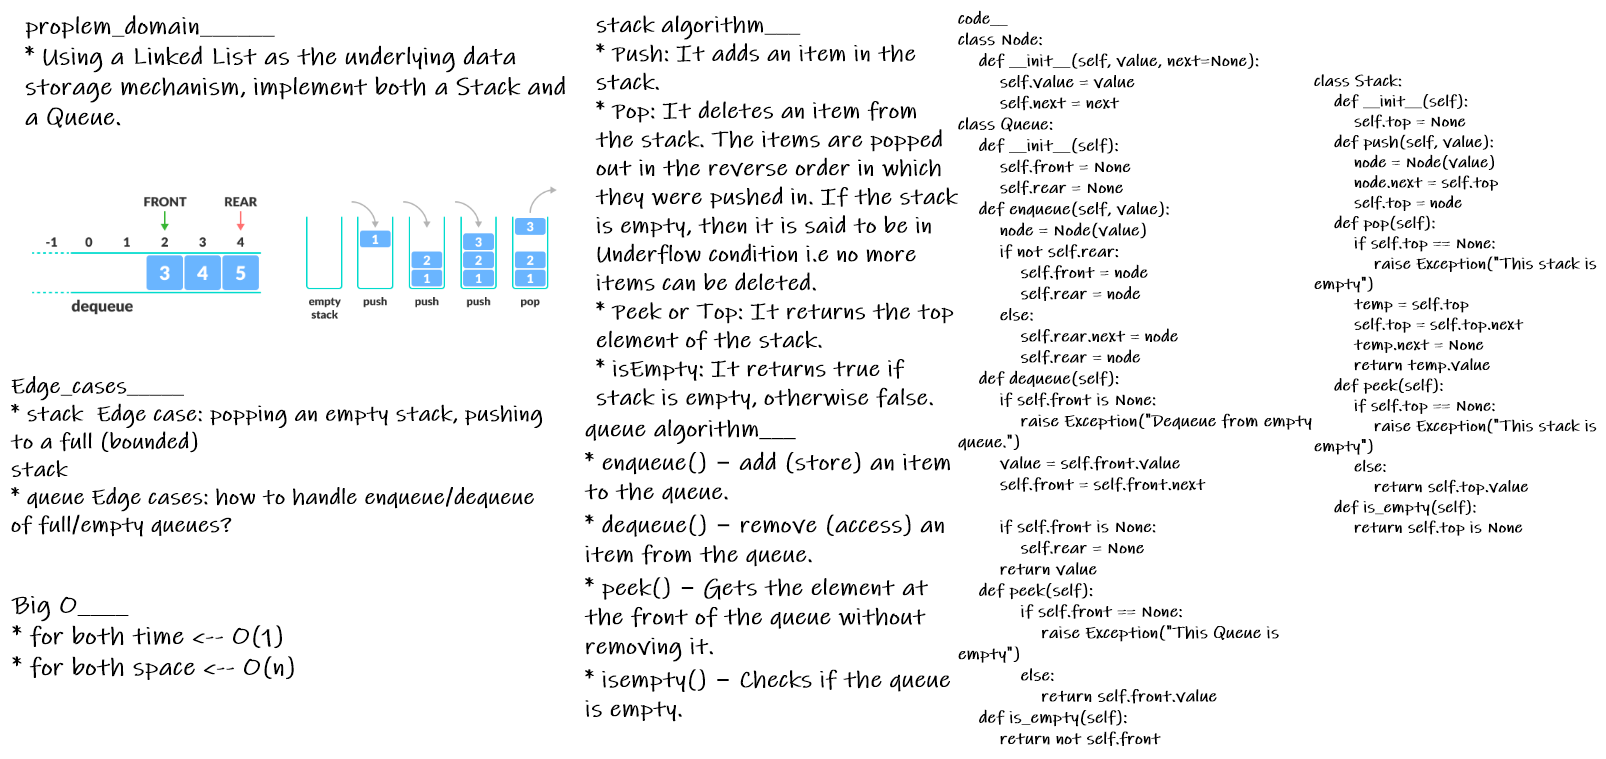 proplem_domain______
* Using a Linked List as the underlying data
storage mechanism, implement both a Stack and
a Queue.
FRONT REAR
-1 0 1 2 3 4
3 4 5
dequeue
1
2
1
3
2
1
3
2
1
empty
stack
push
push
push
pop
Edge_cases_____
* stack Edge case: popping an empty stack, pushing
to a full (bounded)
stack
* queue Edge cases: how to handle enqueue/dequeue
of full/empty queues?
Big O____
* for both time <-- O(1)
* for both space <-- O(n)
stack algorithm___
* Push: It adds an item in the
stack.
* Pop: It deletes an item from
the stack. The items are popped
out in the reverse order in which
they were pushed in. If the stack
is empty, then it is said to be in
Underflow condition i.e no more
items can be deleted.
* Peek or Top: It returns the top
element of the stack.
* isEmpty: It returns true if
stack is empty, otherwise false.
queue algorithm___
* enqueue() – add (store) an item
to the queue.
* dequeue() – remove (access) an
item from the queue.
* peek() – Gets the element at
the front of the queue without
removing it.
* isempty() – Checks if the queue
is empty.
code__
class Node:
def __init__(self, value, next=None):
self.value = value
self.next = next
class Queue:
def __init__(self):
self.front = None
self.rear = None
def enqueue(self, value):
node = Node(value)
if not self.rear:
self.front = node
self.rear = node
else:
self.rear.next = node
self.rear = node
def dequeue(self):
if self.front is None:
raise Exception("Dequeue from empty
queue.")
value = self.front.value
self.front = self.front.next
if self.front is None:
self.rear = None
return value
def peek(self):
if self.front == None:
raise Exception("This Queue is
empty")
else:
return self.front.value
def is_empty(self):
return not self.front
class Stack:
def __init__(self):
self.top = None
def push(self, value):
node = Node(value)
node.next = self.top
self.top = node
def pop(self):
if self.top == None:
raise Exception("This stack is
empty")
temp = self.top
self.top = self.top.next
temp.next = None
return temp.value
def peek(self):
if self.top == None:
raise Exception("This stack is
empty")
else:
return self.top.value
def is_empty(self):
return self.top is None